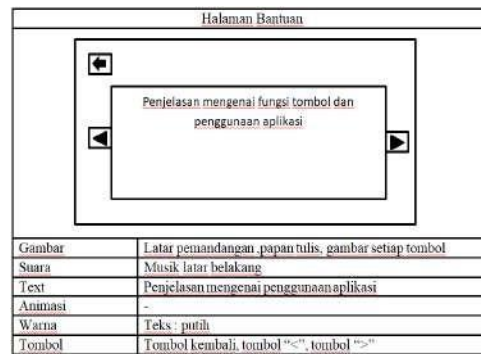 Halaman Bantuan
Penjelasan mengenai fungsi tombol dan
penggunaan aplikasi
Gambar Latar pemandangan ,papan tulis, gambar setiap tombol
Suara Musik latar belakang
Text Penjelasan mengenai penggunaan aplikasi
Animasi -
Warna Teks : putih
Tombol Tombol kembali, tombol “<”, tombol “>”